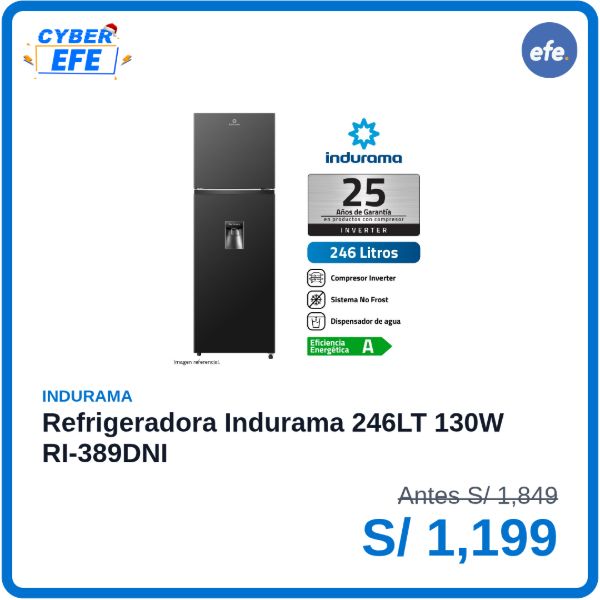 CYBER
EFE
efe.
indurama
25
Años de Garantía
en productos con compresor
INVERTER
246 Litros
Compresor Inverter
Sistema No Frost
Dispensador de agua
Eficiencia
Energética
A
Imagen referencial.
INDURAMA
Refrigeradora Indurama 246LT 130W
RI-389DNI
Antes S/ 1,849
S/ 1,199